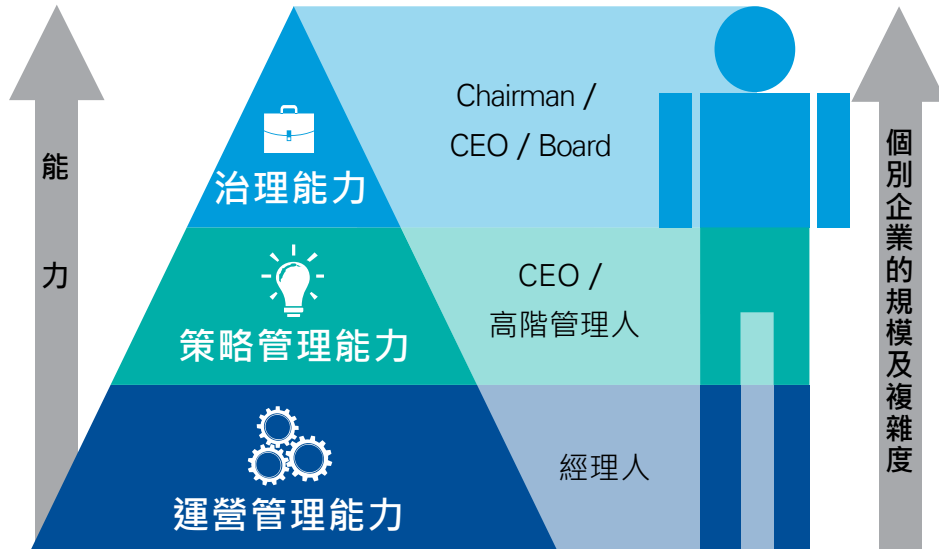 能力
治理能力
Chairman /
CEO / Board
策略管理能力
CEO /
高階管理人
運營管理能力
經理人
個別企業的規模及複雜度